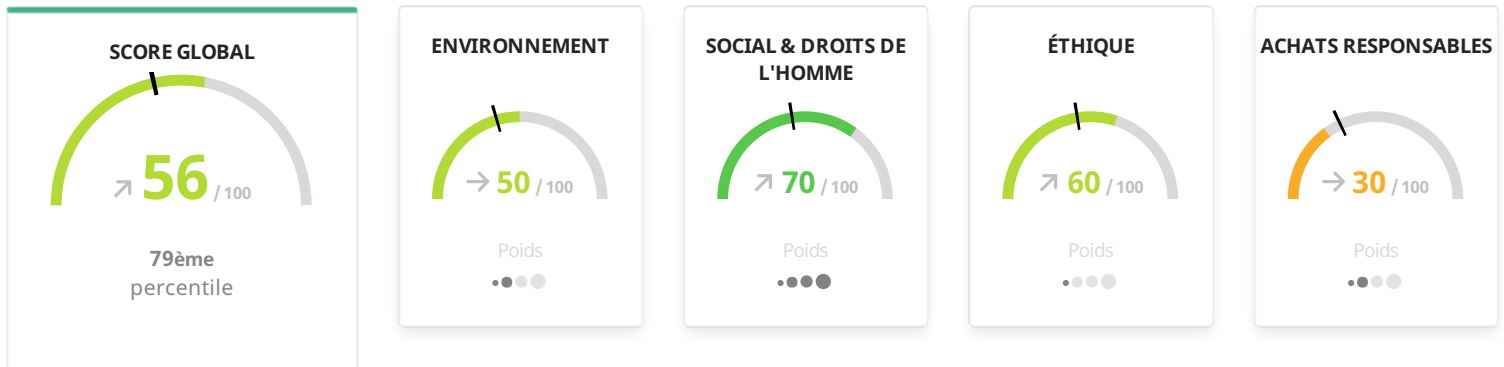 SCORE GLOBAL
56 / 100
79ème
percentile
ENVIRONNEMENT
50 / 100
Poids
SOCIAL & DROITS DE
L'HOMME
70 / 100
Poids
ÉTHIQUE
60 / 100
Poids
ACHATS RESPONSABLES
30 / 100
Poids